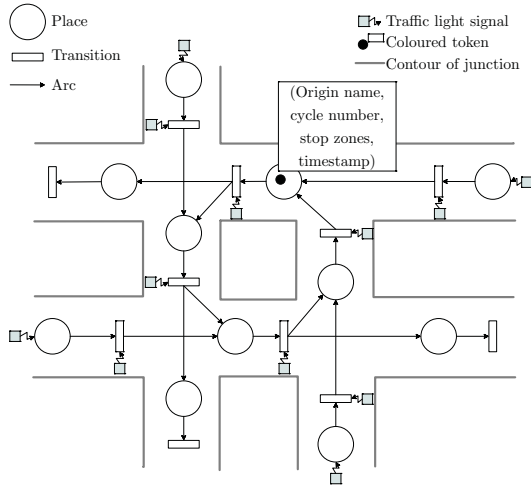 Place
Transition
Arc
Traffic light signal
Coloured token
Contour of junction
(Origin name,
cycle number,
stop zones,
timestamp)